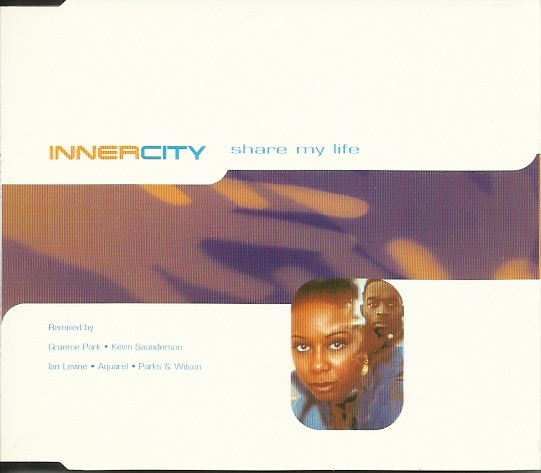 INNERCITY share my life
Remixed by
Graeme Park • Kevin Saunderson
Ian Levine • Aquarel • Parks & Wilson